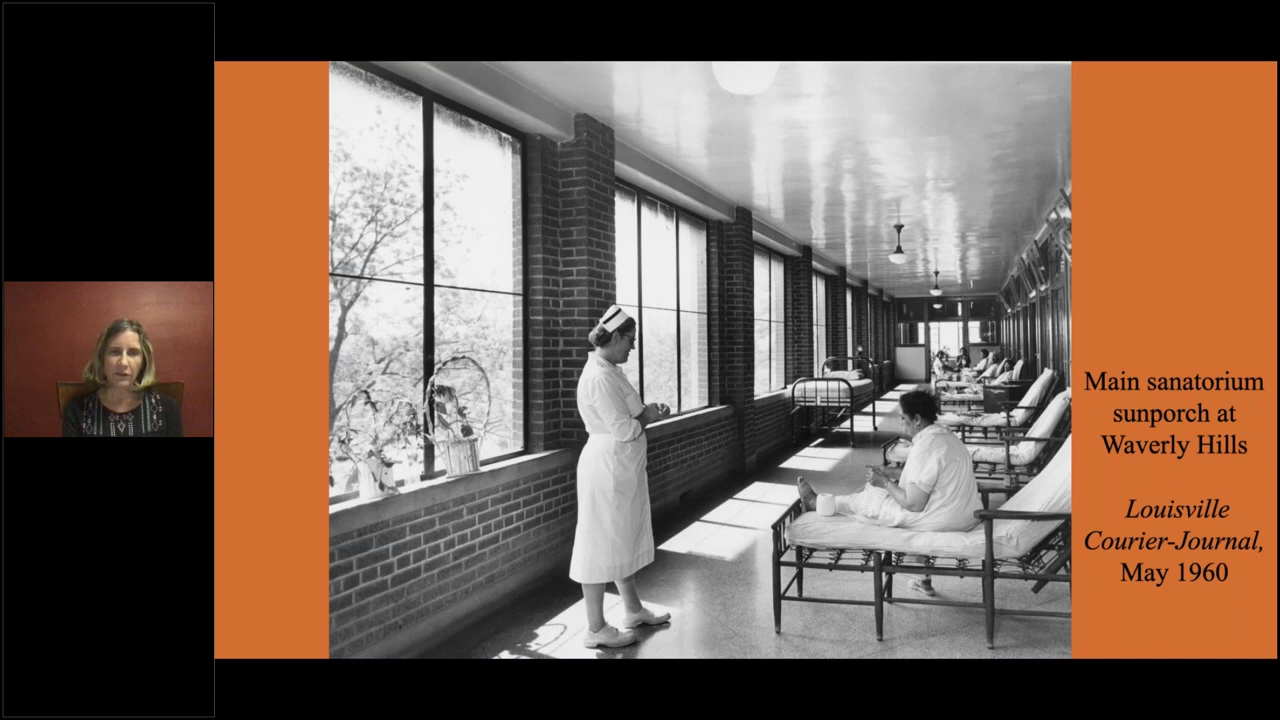 Main sanatorium
sunporch at
Waverly Hills
Louisville
Courier-Journal,
May 1960